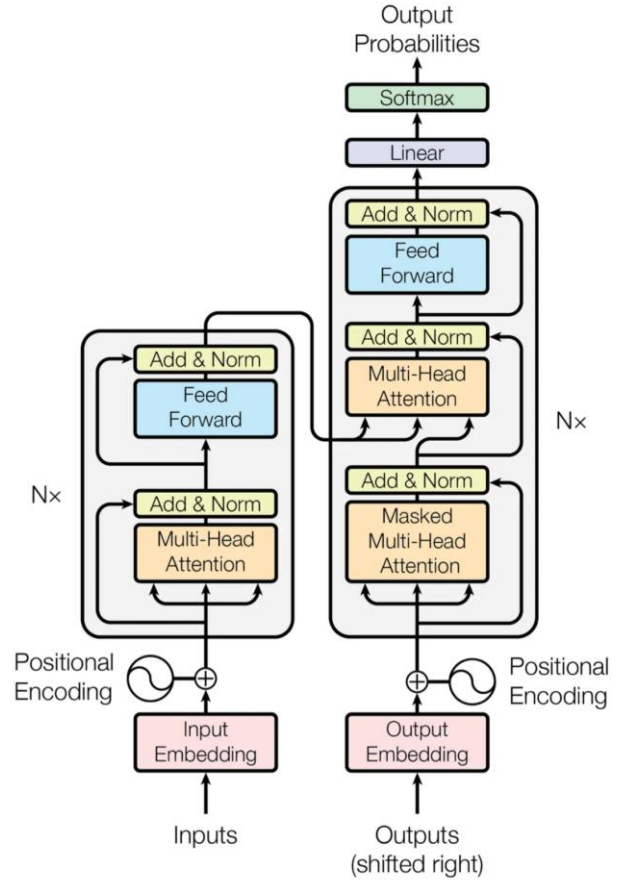 Output
Probabilities
Softmax
Linear
Add & Norm
Feed
Forward
Add & Norm
Multi-Head
Attention
Add & Norm
Masked
Multi-Head
Attention
N×
Add & Norm
Feed
Forward
Add & Norm
Multi-Head
Attention
N×
Positional
Encoding
+
+
Positional
Encoding
Input
Embedding
Output
Embedding
Inputs
Outputs
(shifted right)